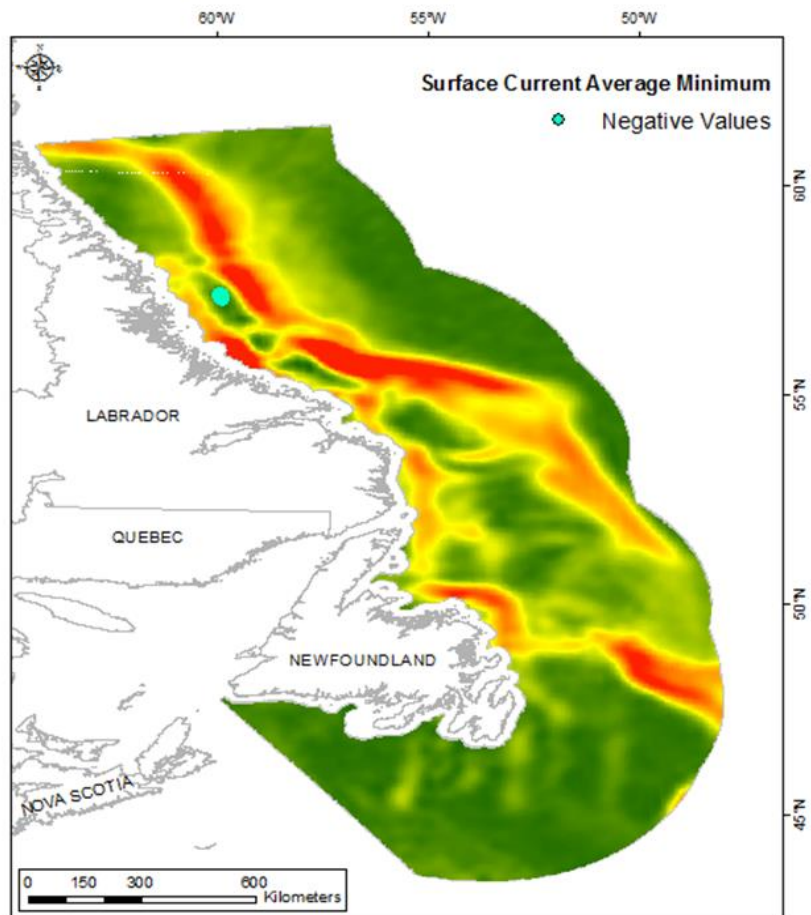 60°W 55°W 50°W
Surface Current Average Minimum
Negative Values
60°N
55°N
LABRADOR
QUEBEC
50°N
NEWFOUNDLAND
NOVA SCOTIA
45°N
0 150 300 600
Kilometers